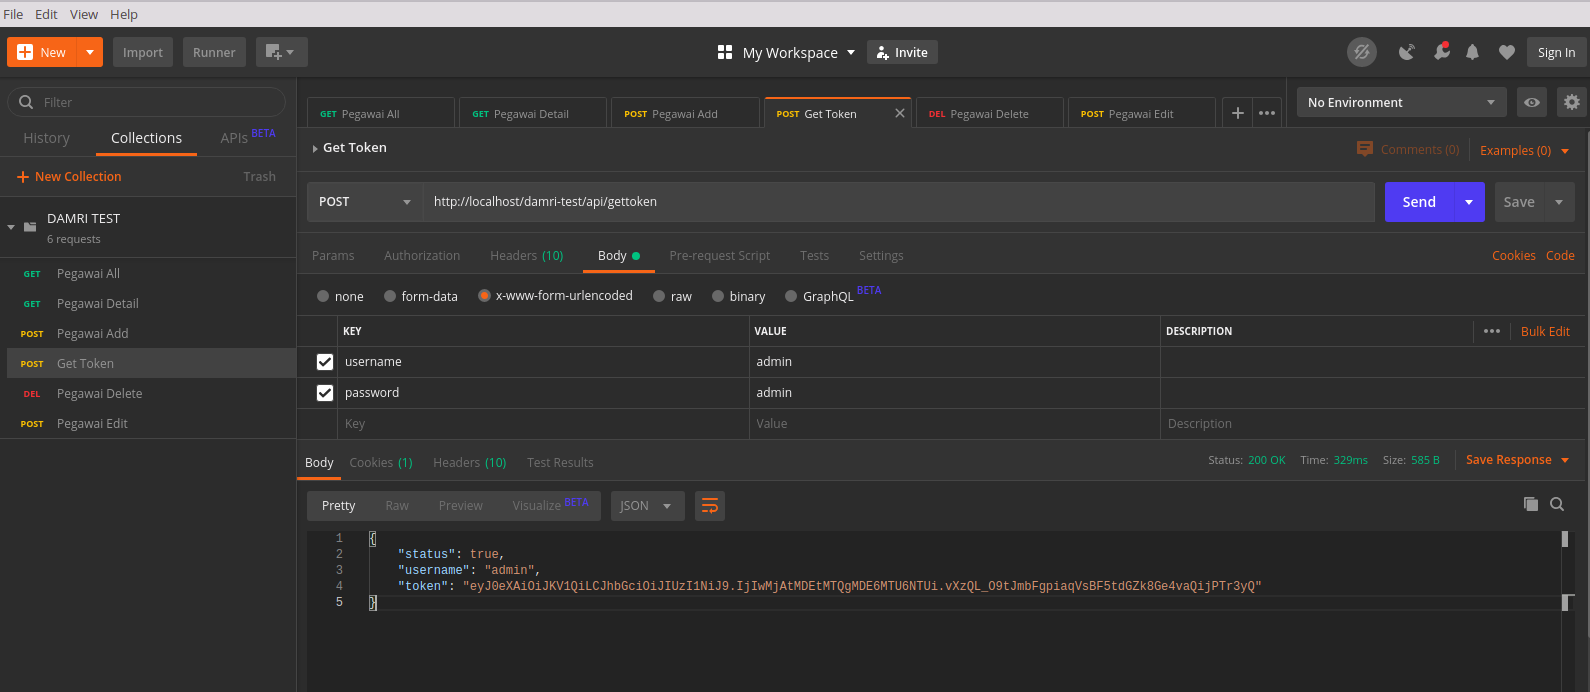 File Edit View Help
New Import Runner My Workspace Invite Sign In
Filter
History Collections APIs BETA
New Collection Trash
DAMRI TEST
6 requests
GET Pegawai All
GET Pegawai Detail
POST Pegawai Add
POST Get Token
DEL Pegawai Delete
POST Pegawai Edit
GET Pegawai All GET Pegawai Detail POST Pegawai Add POST Get Token DEL Pegawai Delete POST Pegawai Edit No Environment
Get Token Comments (0) Examples (0)
POST http://localhost/damri-test/api/gettoken Send Save
Params Authorization Headers (10) Body Pre-request Script Tests Settings Cookies Code
none form-data x-www-form-urlencoded raw binary GraphQL BETA
KEY VALUE DESCRIPTION Bulk Edit
username admin
password admin
Key Value Description
Body Cookies (1) Headers (10) Test Results Status: 200 OK Time: 329ms Size: 585 B Save Response
Pretty Raw Preview Visualize BETA JSON
1 {
2 "status": true,
3 "username": "admin",
4 "token": "eyJ0eXAiOiJKV1QiLCJhbGciOiJIUzI1NiJ9.IjIwMjAtMDEtMTQgMDE6MTU6NTUi.vXzQL_O9tJmbFgpiaqVsBF5tdGZk8Ge4vaQijPTr3yQ"
5 }